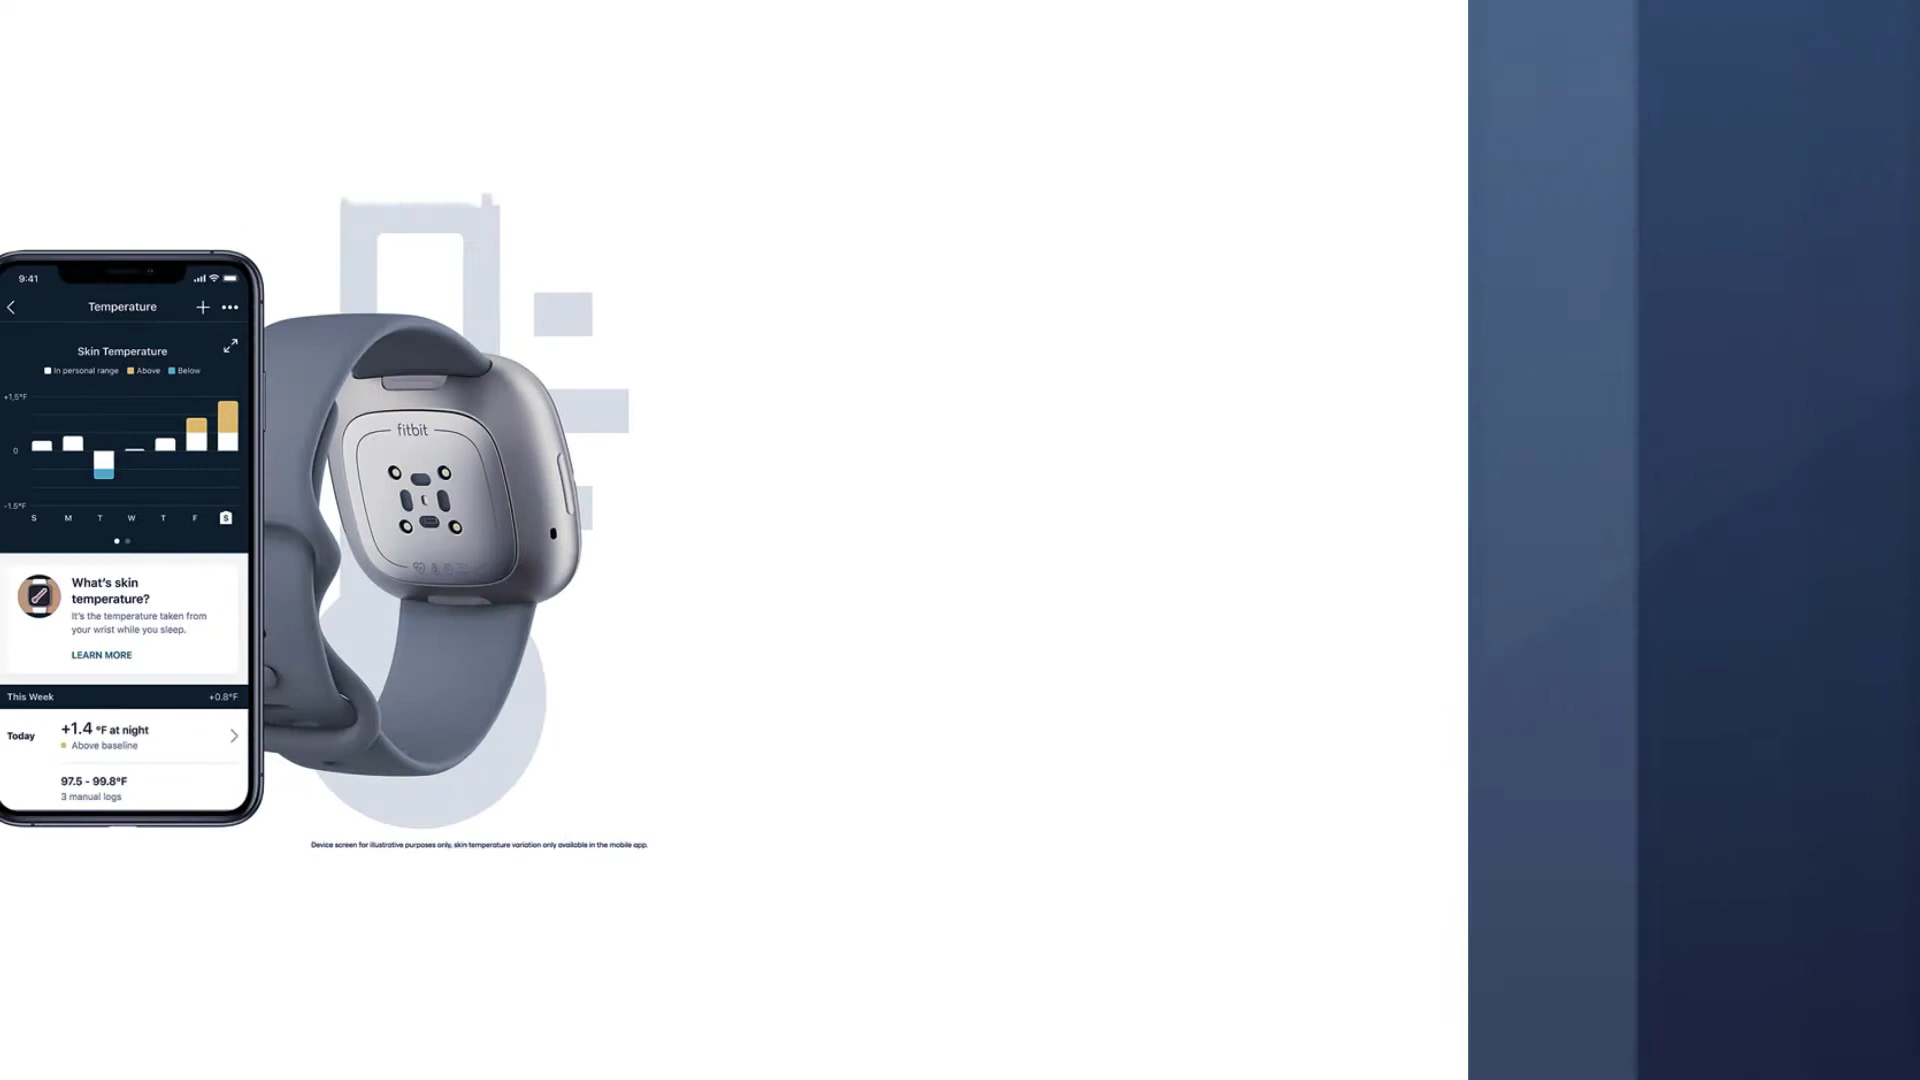 9:41
Temperature
Skin Temperature
In personal range Above Below
+1.5°F
0
-1.5°F
S M T W T F S
fitbit
What's skin
temperature?
It's the temperature taken from
your wrist while you sleep.
LEARN MORE
This Week +0.8°F
Today +1.4 °F at night
Above baseline
97.5 - 99.8°F
3 manual logs
Device screen for illustrative purposes only, skin temperature variation only available in the mobile app.